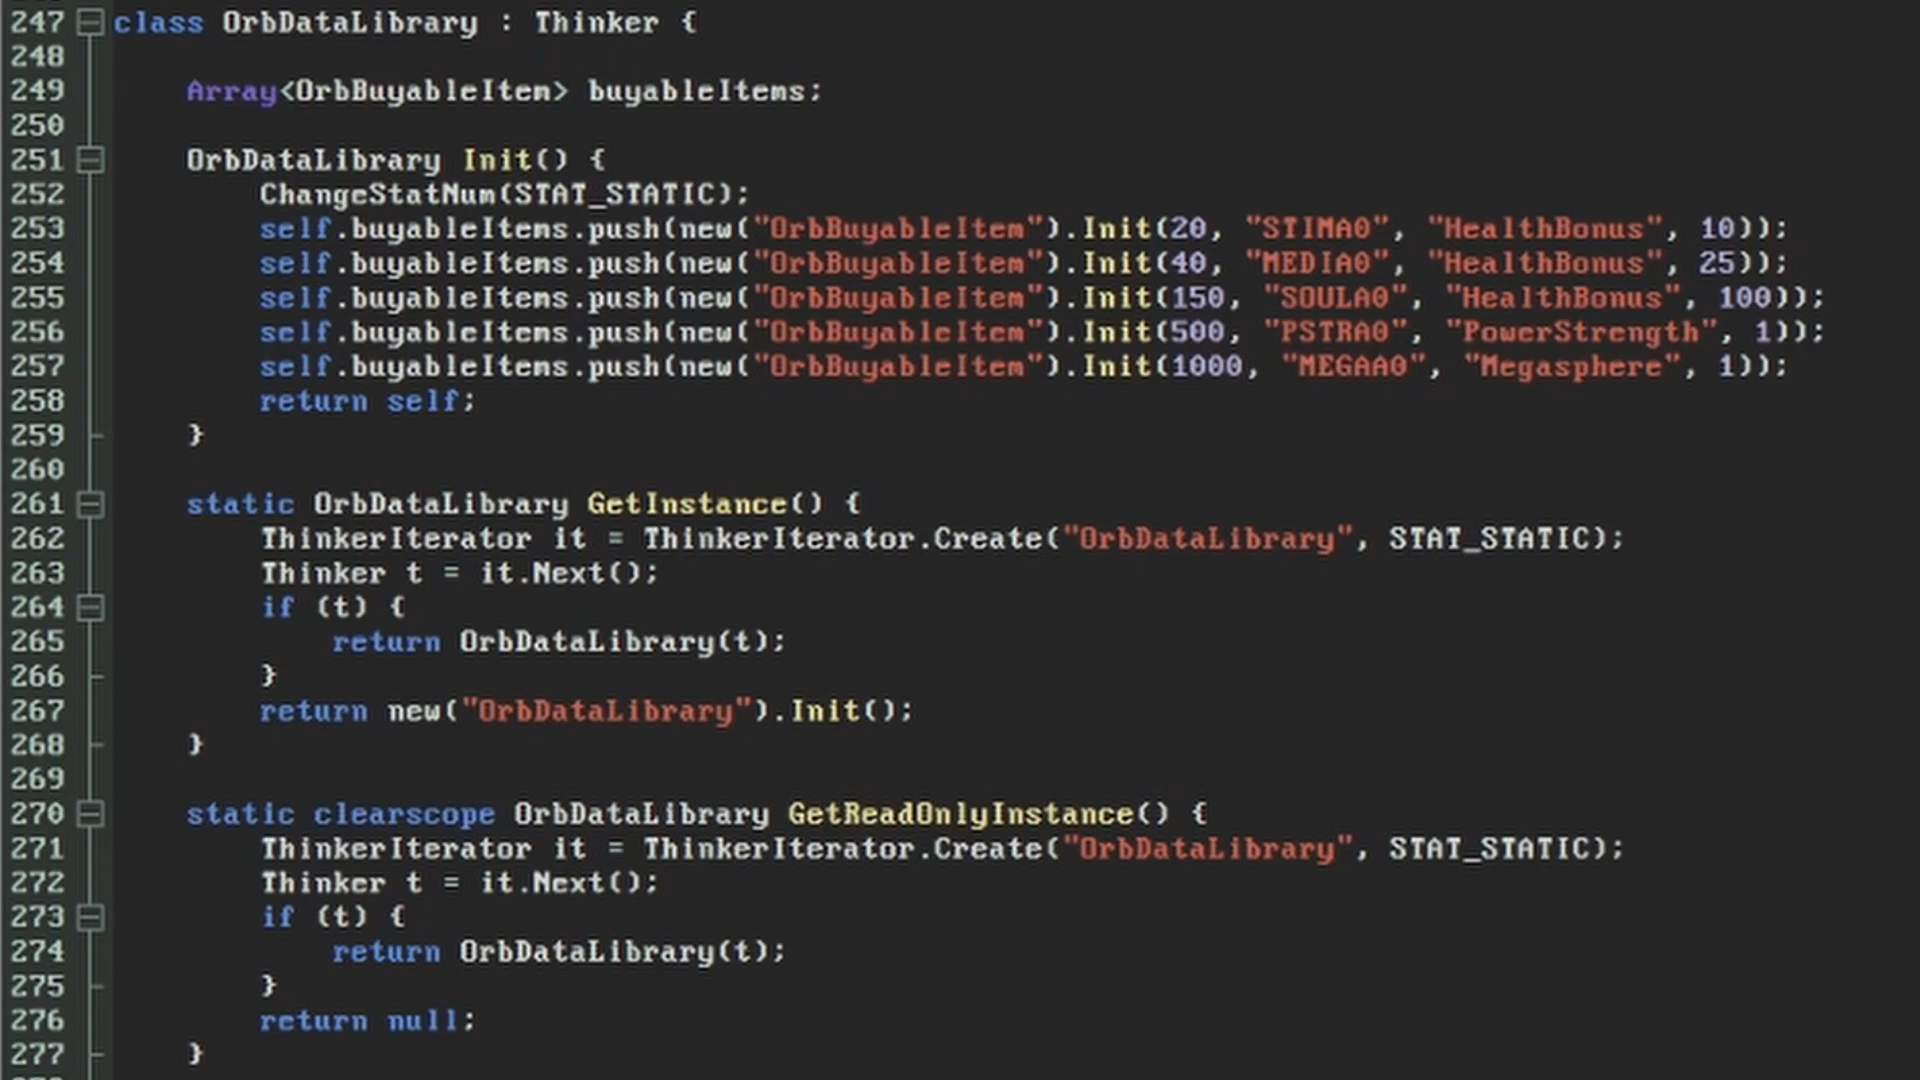 247 class OrbDataLibrary : Thinker {
248
249     Array<OrbBuyableItem> buyableItems;
250
251     OrbDataLibrary Init() {
252         ChangeStatNum(STAT_STATIC);
253         self.buyableItems.push(new("OrbBuyableItem").Init(20, "STIMA0", "HealthBonus", 10));
254         self.buyableItems.push(new("OrbBuyableItem").Init(40, "MEDIA0", "HealthBonus", 25));
255         self.buyableItems.push(new("OrbBuyableItem").Init(150, "SOULA0", "HealthBonus", 100));
256         self.buyableItems.push(new("OrbBuyableItem").Init(500, "PSTRA0", "PowerStrength", 1));
257         self.buyableItems.push(new("OrbBuyableItem").Init(1000, "MEGAA0", "Megasphere", 1));
258         return self;
259     }
260
261     static OrbDataLibrary GetInstance() {
262         ThinkerIterator it = ThinkerIterator.Create("OrbDataLibrary", STAT_STATIC);
263         Thinker t = it.Next();
264         if (t) {
265             return OrbDataLibrary(t);
266         }
267         return new("OrbDataLibrary").Init();
268     }
269
270     static clearscope OrbDataLibrary GetReadOnlyInstance() {
271         ThinkerIterator it = ThinkerIterator.Create("OrbDataLibrary", STAT_STATIC);
272         Thinker t = it.Next();
273         if (t) {
274             return OrbDataLibrary(t);
275         }
276         return null;
277     }